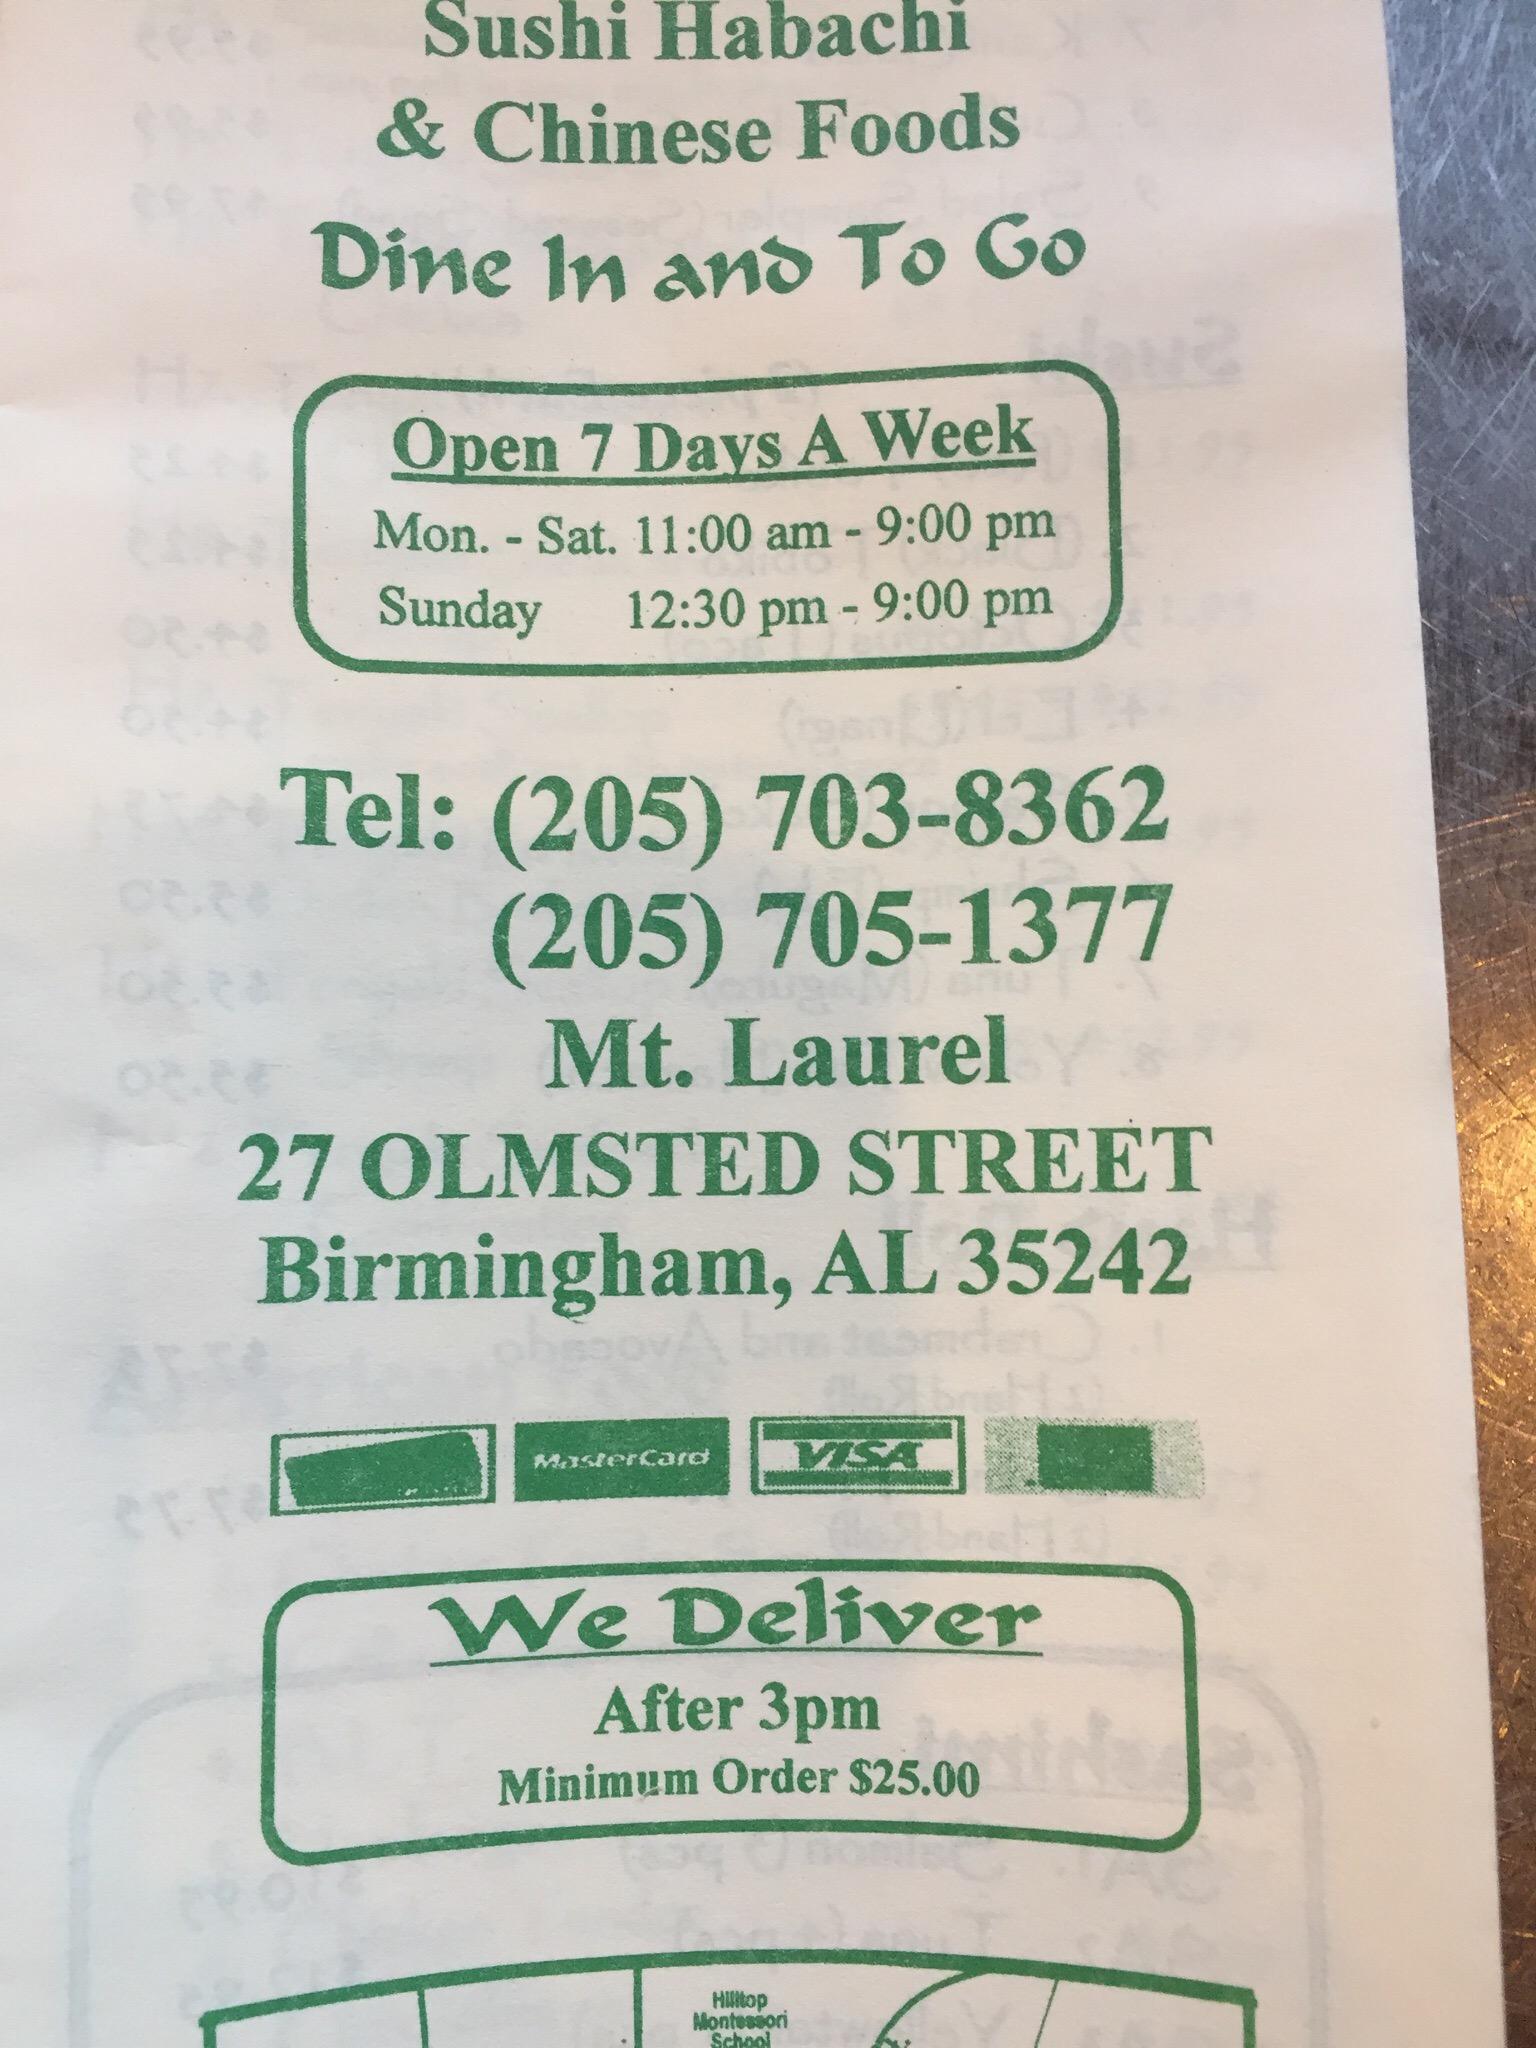 Sushi Habachi
& Chinese Foods
Dine In and To Go
Open 7 Days A Week
Mon. - Sat. 11:00 am - 9:00 pm
Sunday 12:30 pm - 9:00 pm
Tel: (205) 703-8362
(205) 705-1377
Mt. Laurel
27 OLMSTED STREET
Birmingham, AL 35242
MasterCard VISA
We Deliver
After 3pm
Minimum Order $25.00
Hilltop
Montessori
School